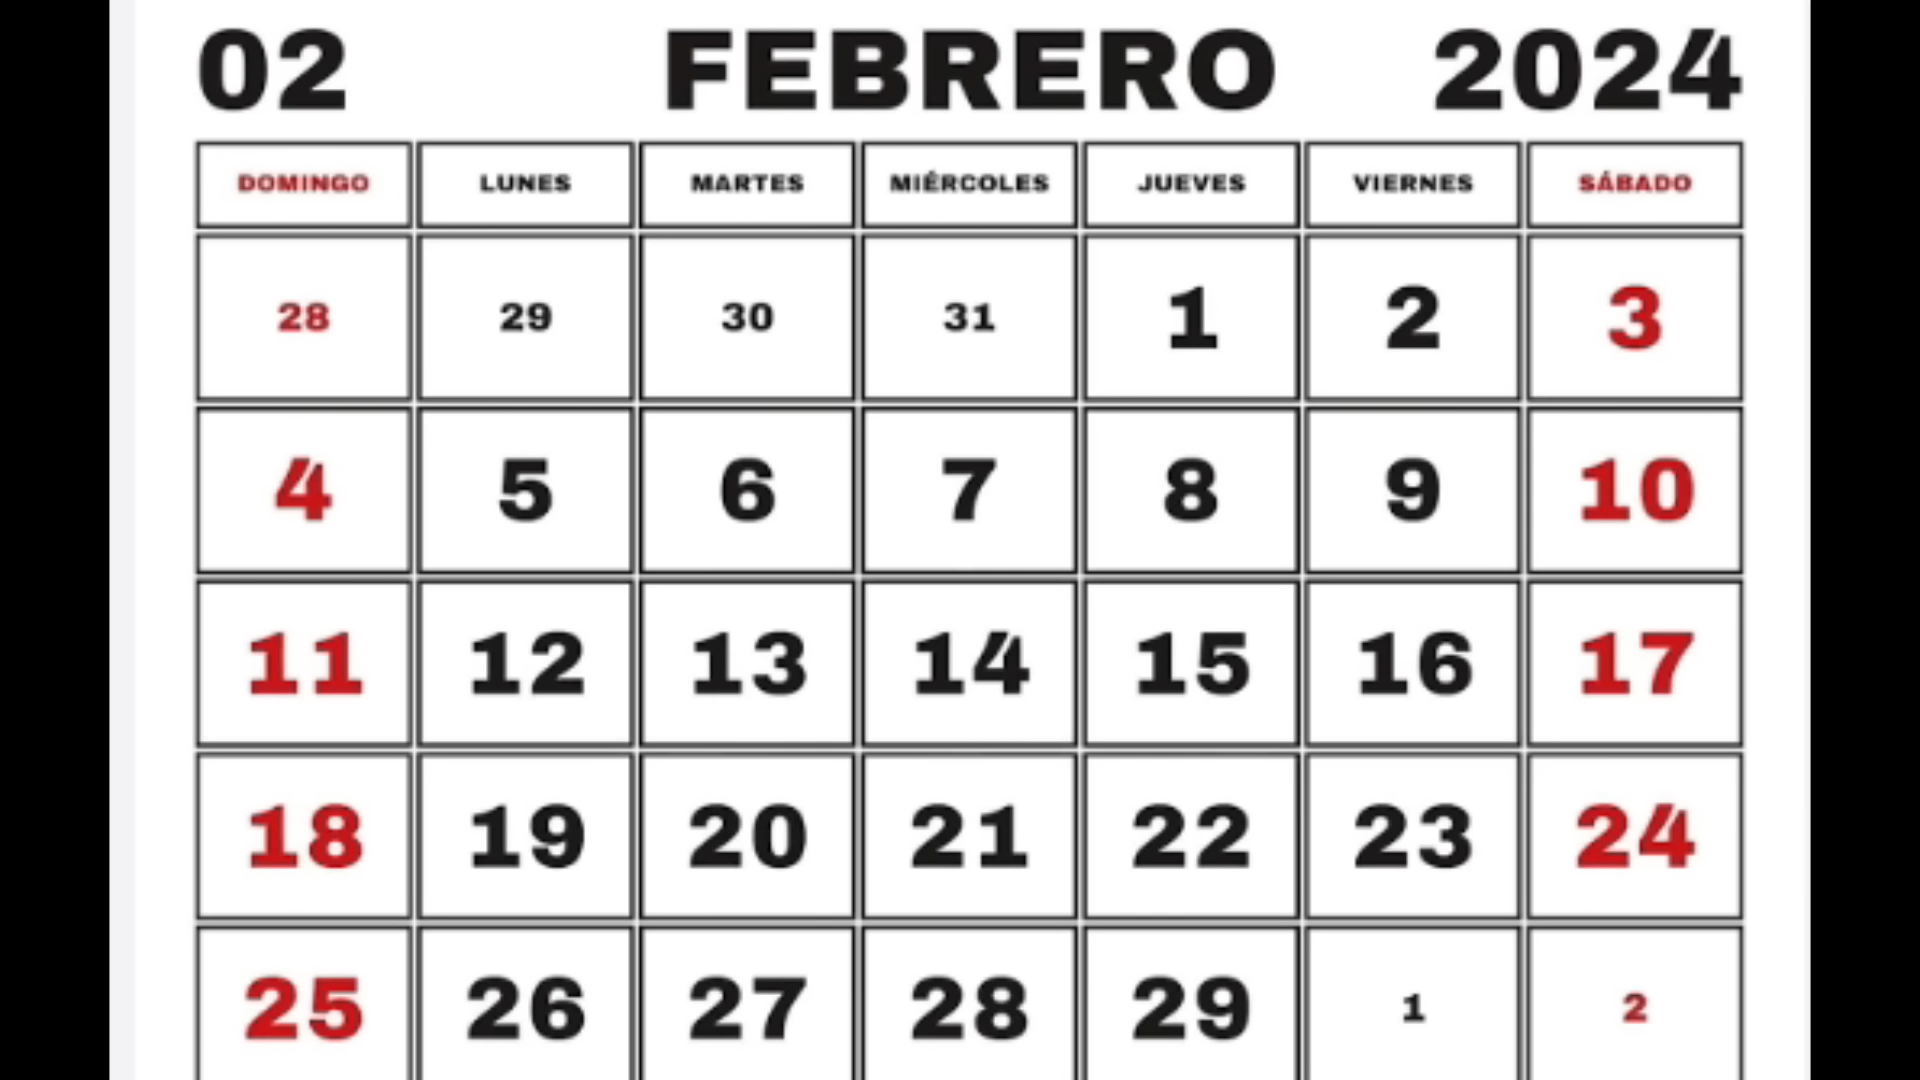 02 FEBRERO 2024
DOMINGO LUNES MARTES MIÉRCOLES JUEVES VIERNES SÁBADO
28 29 30 31 1 2 3
4 5 6 7 8 9 10
11 12 13 14 15 16 17
18 19 20 21 22 23 24
25 26 27 28 29 1 2